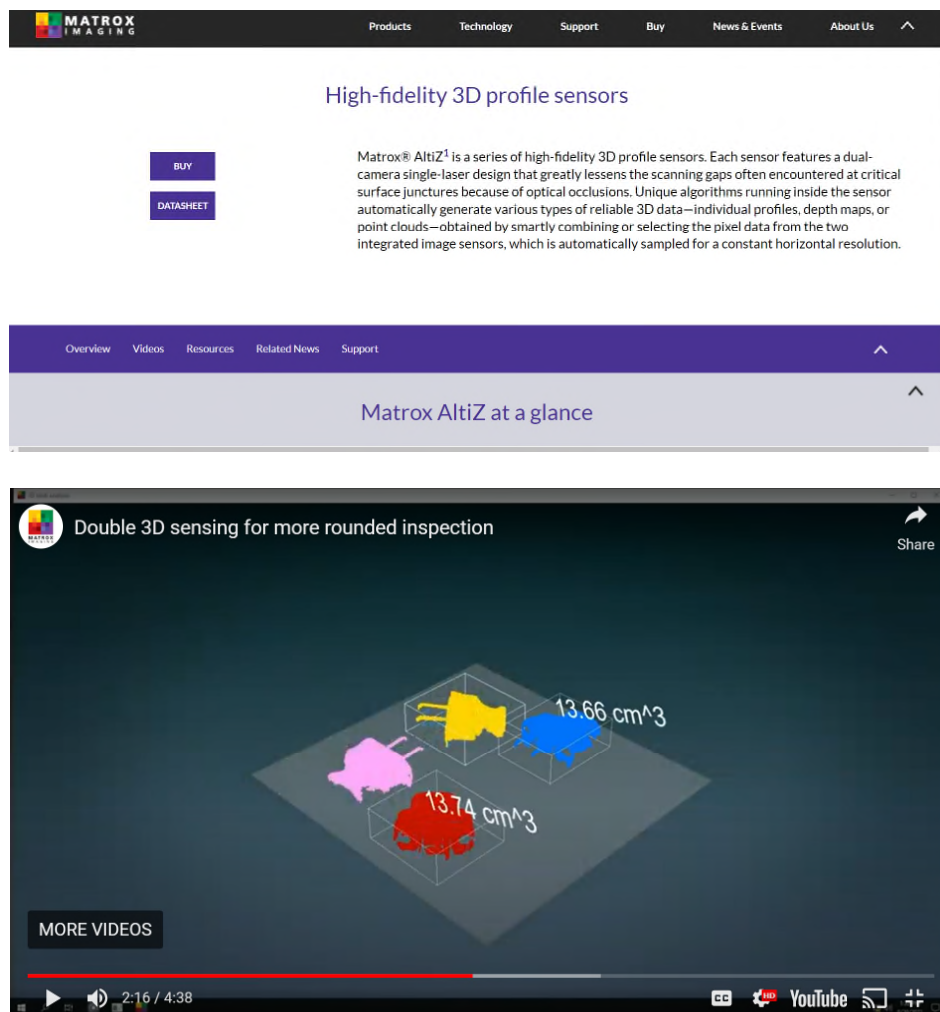 MATROX
IMAGING
Products Technology Support Buy News & Events About Us
High-fidelity 3D profile sensors
BUY
DATASHEET
Matrox® AltiZ1 is a series of high-fidelity 3D profile sensors. Each sensor features a dual-
camera single-laser design that greatly lessens the scanning gaps often encountered at critical
surface junctures because of optical occlusions. Unique algorithms running inside the sensor
automatically generate various types of reliable 3D data—individual profiles, depth maps, or
point clouds—obtained by smartly combining or selecting the pixel data from the two
integrated image sensors, which is automatically sampled for a constant horizontal resolution.
Overview Videos Resources Related News Support
Matrox AltiZ at a glance
Double 3D sensing for more rounded inspection
Share
13.66 cm^3
13.74 cm^3
MORE VIDEOS
2:16 / 4:38
CC HD YouTube